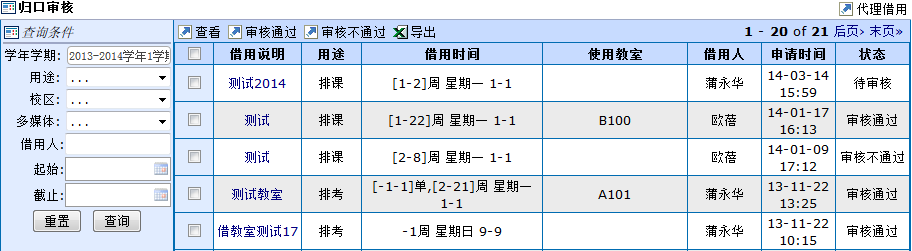 归口审核
代理借用
查询条件
查看 审核通过 审核不通过 导出
1 - 20 of 21 后页› 末页»
学年学期: 2013-2014学年1学期
用途: ...
校区: ...
多媒体: ...
借用人:
起始:
截止:
重置 查询
借用说明 用途 借用时间 使用教室 借用人 申请时间 状态
测试2014 排课 [1-2]周 星期一 1-1 蒲永华 14-03-14 15:59 待审核
测试 排课 [1-22]周 星期一 1-1 B100 欧蓓 14-01-17 16:13 审核通过
测试 排课 [2-8]周 星期一 1-1 欧蓓 14-01-09 17:12 审核不通过
测试教室 排考 [-1-1]单,[2-21]周 星期一 1-1 A101 蒲永华 13-11-22 13:25 审核通过
借教室测试17 排考 -1周 星期日 9-9 蒲永华 13-11-22 10:15 审核通过